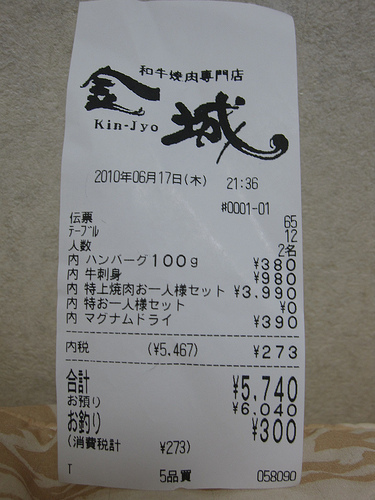 和牛焼肉専門店
金城
Kin-Jyo
2010年06月17日(木) 21:36
#0001-01
伝票 65
テーブル 12
人数 2名
内 ハンバーグ100g ¥380
内 牛刺身 ¥980
内 特上焼肉お一人様セット ¥3.990
内 特お一人様セット ¥0
内 マグナムドライ ¥390
内税 (¥5.467) ¥273
合計 ¥5,740
お預り ¥6.040
お釣り ¥300
(消費税計 ¥273)
T 5品買 058090